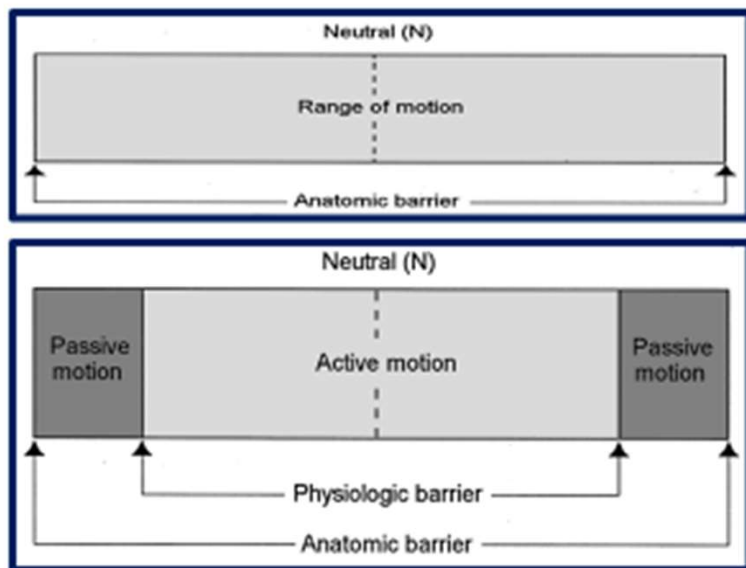 Neutral (N)
Range of motion
Anatomic barrier
Neutral (N)
Passive
motion
Active motion
Passive
motion
Physiologic barrier
Anatomic barrier